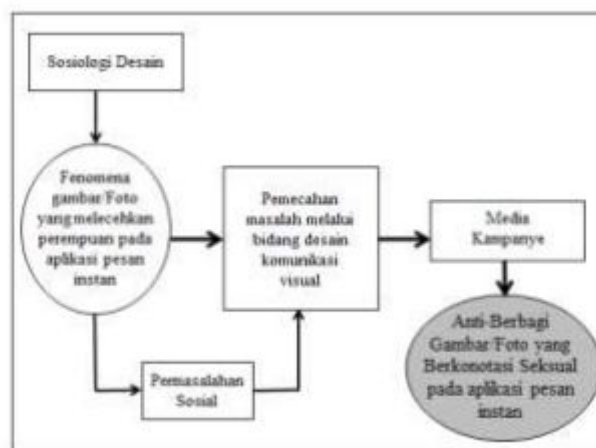 Sosiologi Desain
Fenomena
gambar/Foto
yang melecehkan
perempuan pada
aplikasi pesan
instan
Pemecahan
masalah melalui
bidang desain
komunikasi
visual
Media
Kampanye
Pemasalahan
Sosial
Anti-Berbagi
Gambar/Foto yang
Berkonotasi Seksual
pada aplikasi pesan
instan